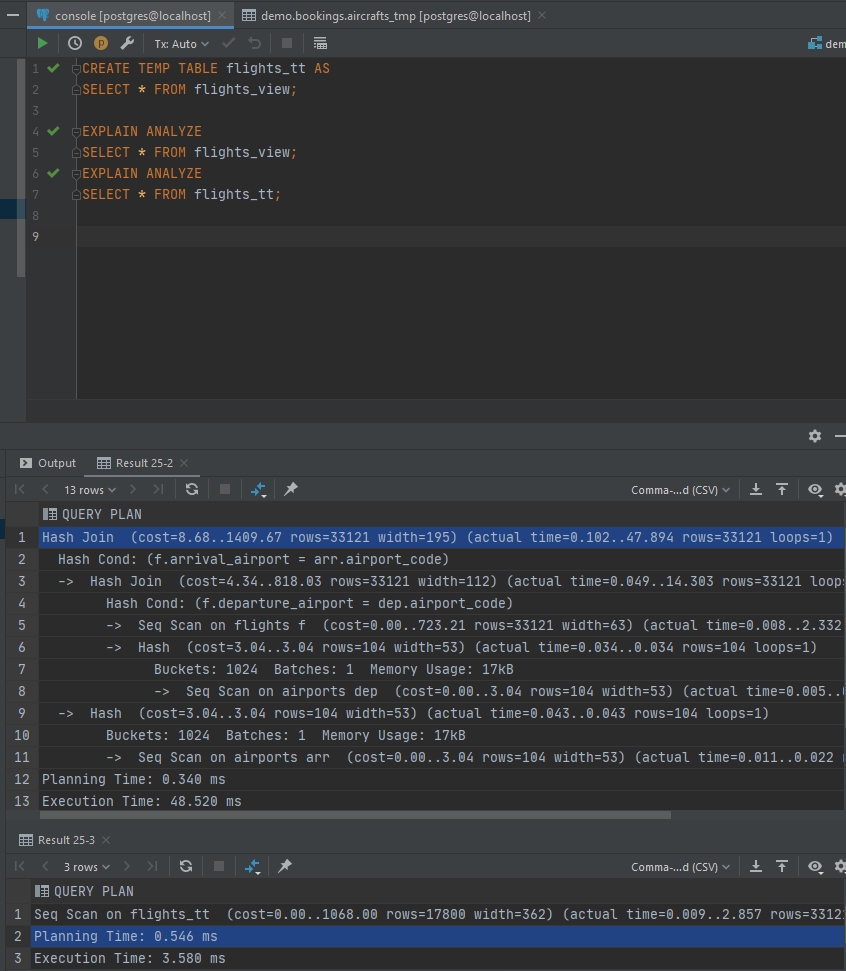 console [postgres@localhost]
demo.bookings.aircrafts_tmp [postgres@localhost]
Tx: Auto
1 CREATE TEMP TABLE flights_tt AS
2 SELECT * FROM flights_view;
3
4 EXPLAIN ANALYZE
5 SELECT * FROM flights_view;
6 EXPLAIN ANALYZE
7 SELECT * FROM flights_tt;
8
9
Output
Result 25-2
13 rows
Comma-...d (CSV)
QUERY PLAN
1 Hash Join (cost=8.68..1409.67 rows=33121 width=195) (actual time=0.102..47.894 rows=33121 loops=1)
2 Hash Cond: (f.arrival_airport = arr.airport_code)
3 -> Hash Join (cost=4.34..818.03 rows=33121 width=112) (actual time=0.049..14.303 rows=33121 loop
4 Hash Cond: (f.departure_airport = dep.airport_code)
5 -> Seq Scan on flights f (cost=0.00..723.21 rows=33121 width=63) (actual time=0.008..2.332
6 -> Hash (cost=3.04..3.04 rows=104 width=53) (actual time=0.034..0.034 rows=104 loops=1)
7 Buckets: 1024 Batches: 1 Memory Usage: 17kB
8 -> Seq Scan on airports dep (cost=0.00..3.04 rows=104 width=53) (actual time=0.005..
9 -> Hash (cost=3.04..3.04 rows=104 width=53) (actual time=0.043..0.043 rows=104 loops=1)
10 Buckets: 1024 Batches: 1 Memory Usage: 17kB
11 -> Seq Scan on airports arr (cost=0.00..3.04 rows=104 width=53) (actual time=0.011..0.022
12 Planning Time: 0.340 ms
13 Execution Time: 48.520 ms
Result 25-3
3 rows
Comma-...d (CSV)
QUERY PLAN
1 Seq Scan on flights_tt (cost=0.00..1068.00 rows=17800 width=362) (actual time=0.009..2.857 rows=3312
2 Planning Time: 0.546 ms
3 Execution Time: 3.580 ms